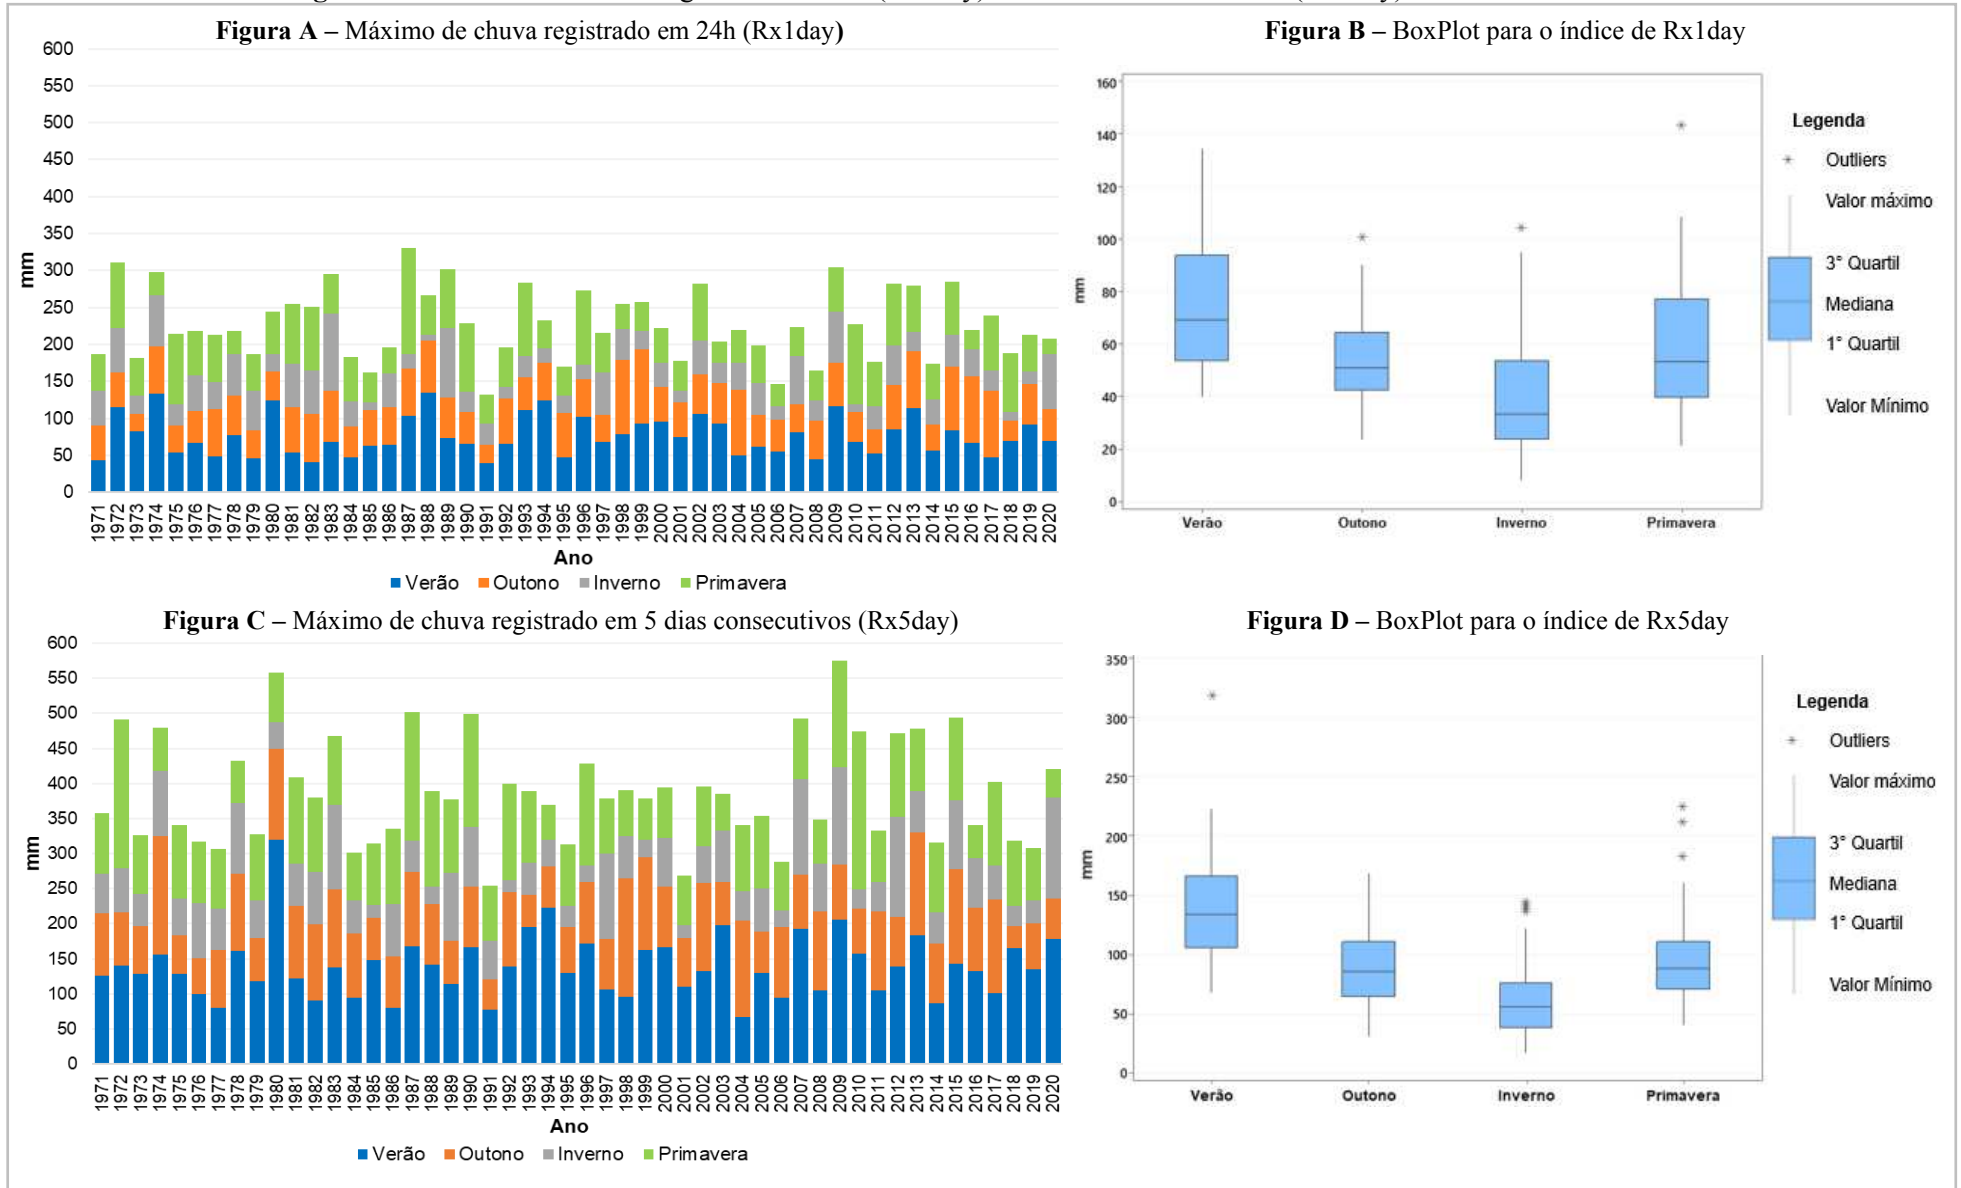 Figura A – Máximo de chuva registrado em 24h (Rx1day)
600
550
500
450
400
350
300
250
200
150
100
50
0
mm
1971 1972 1973 1974 1975 1976 1977 1978 1979 1980 1981 1982 1983 1984 1985 1986 1987 1988 1989 1990 1991 1992 1993 1994 1995 1996 1997 1998 1999 2000 2001 2002 2003 2004 2005 2006 2007 2008 2009 2010 2011 2012 2013 2014 2015 2016 2017 2018 2019 2020
Ano
Verão Outono Inverno Primavera
Figura B – BoxPlot para o índice de Rx1day
160
140
120
100
80
60
40
20
0
mm
Verão Outono Inverno Primavera
Legenda
Outliers
Valor máximo
3° Quartil
Mediana
1° Quartil
Valor Mínimo
Figura C – Máximo de chuva registrado em 5 dias consecutivos (Rx5day)
600
550
500
450
400
350
300
250
200
150
100
50
0
mm
1971 1972 1973 1974 1975 1976 1977 1978 1979 1980 1981 1982 1983 1984 1985 1986 1987 1988 1989 1990 1991 1992 1993 1994 1995 1996 1997 1998 1999 2000 2001 2002 2003 2004 2005 2006 2007 2008 2009 2010 2011 2012 2013 2014 2015 2016 2017 2018 2019 2020
Ano
Verão Outono Inverno Primavera
Figura D – BoxPlot para o índice de Rx5day
350
300
250
200
150
100
50
0
mm
Verão Outono Inverno Primavera
Legenda
Outliers
Valor máximo
3° Quartil
Mediana
1° Quartil
Valor Mínimo